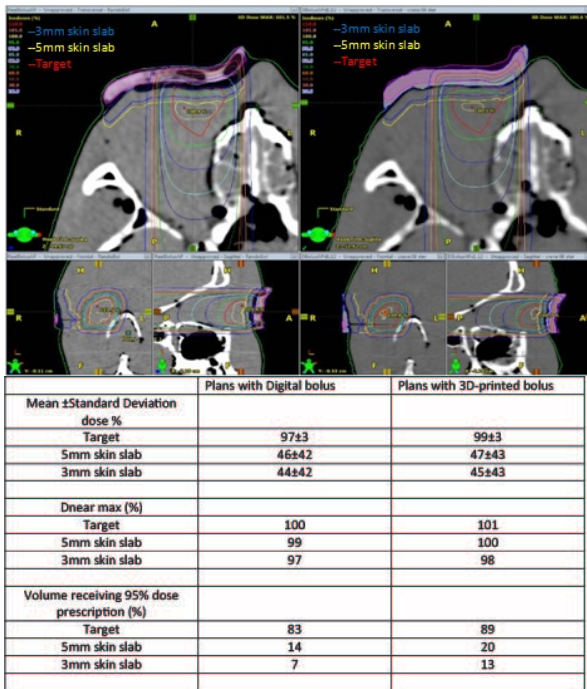 --3mm skin slab
--5mm skin slab
--Target
--3mm skin slab
--5mm skin slab
--Target
A
R
P
A
R
L
P
H
R
F
H
P
A
F
H
R
F
H
P
A
F
Plans with Digital bolus Plans with 3D-printed bolus
Mean ±Standard Deviation
dose %
Target 97±3 99±3
5mm skin slab 46±42 47±43
3mm skin slab 44±42 45±43
Dnear max (%)
Target 100 101
5mm skin slab 99 100
3mm skin slab 97 98
Volume receiving 95% dose
prescription (%)
Target 83 89
5mm skin slab 14 20
3mm skin slab 7 13